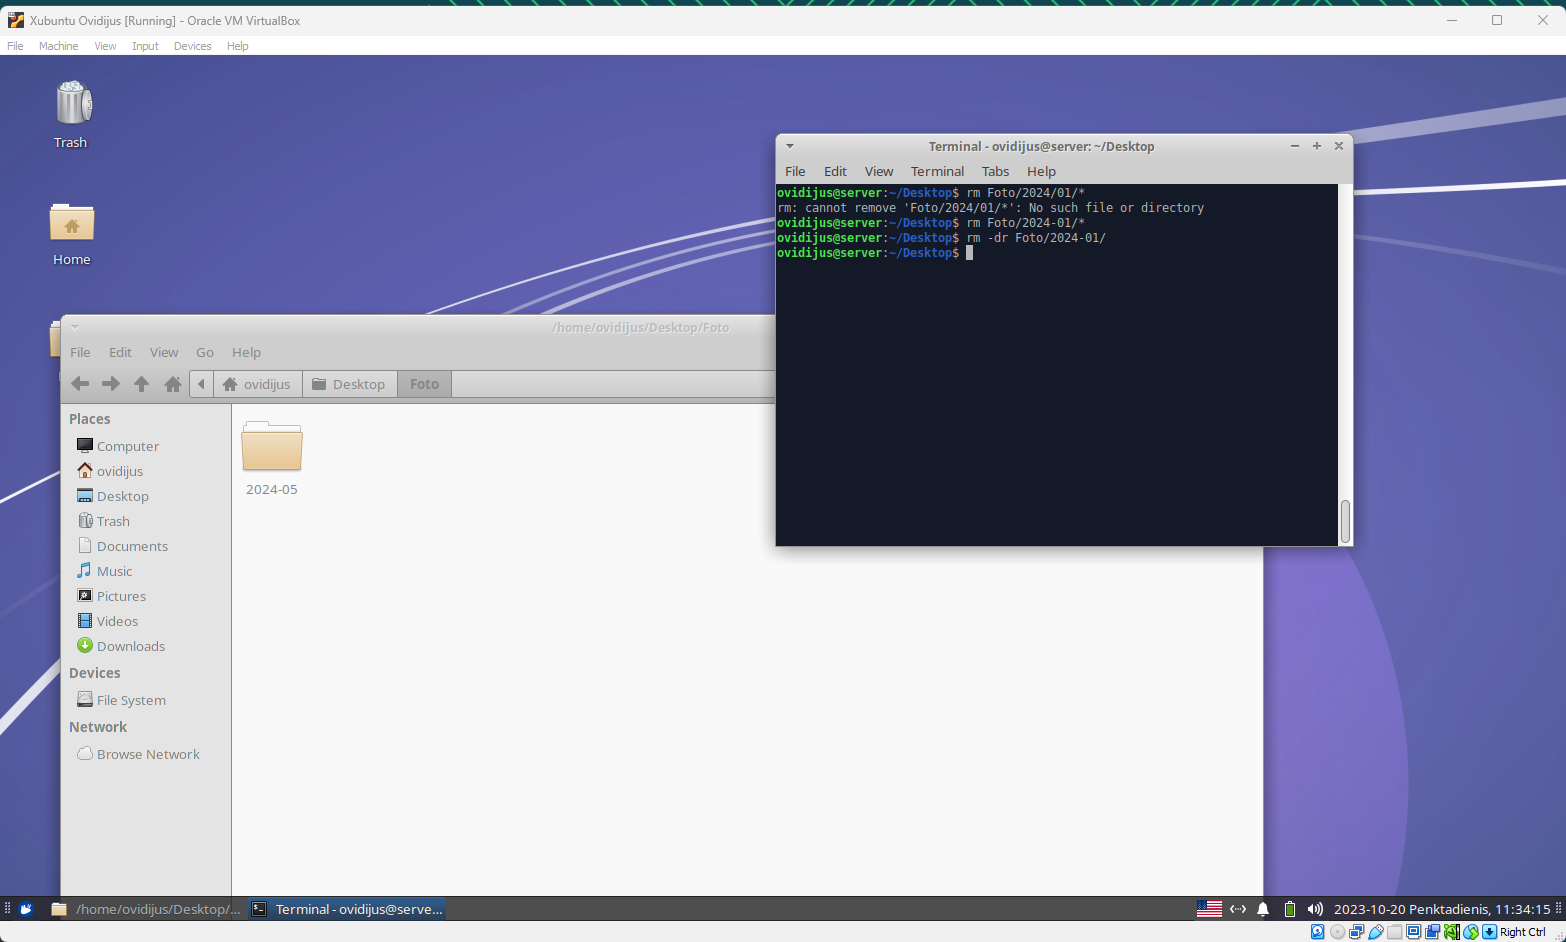 Xubuntu Ovidijus [Running] - Oracle VM VirtualBox
File Machine View Input Devices Help
Trash
Home
Terminal - ovidijus@server: ~/Desktop
File Edit View Terminal Tabs Help
ovidijus@server:~/Desktop$ rm Foto/2024/01/*
rm: cannot remove 'Foto/2024/01/*': No such file or directory
ovidijus@server:~/Desktop$ rm Foto/2024-01/*
ovidijus@server:~/Desktop$ rm -dr Foto/2024-01/
ovidijus@server:~/Desktop$
/home/ovidijus/Desktop/Foto
File Edit View Go Help
ovidijus Desktop Foto
Places
Computer
ovidijus
Desktop
Trash
Documents
Music
Pictures
Videos
Downloads
Devices
File System
Network
Browse Network
2024-05
/home/ovidijus/Desktop/... Terminal - ovidijus@serve... 2023-10-20 Penktadienis, 11:34:15
Right Ctrl